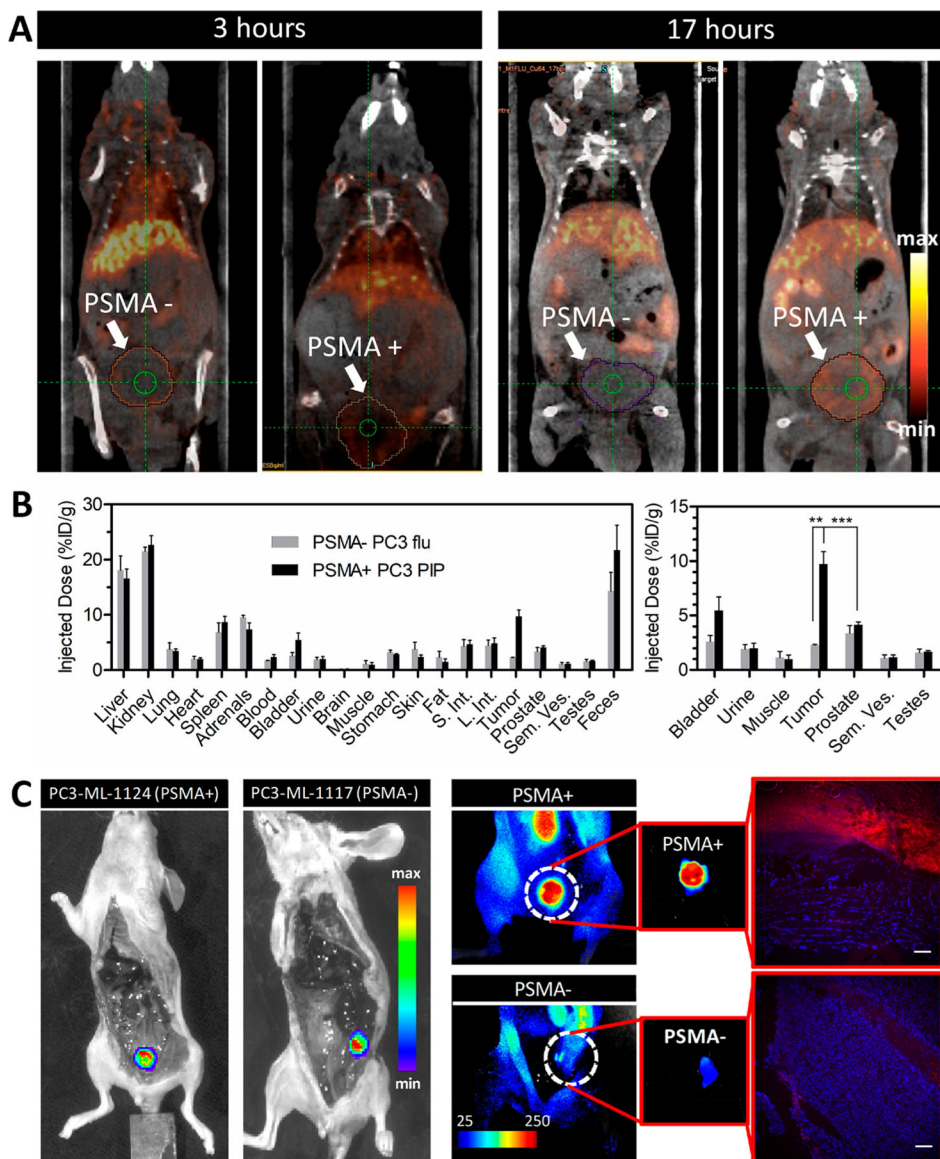 A
3 hours
17 hours
1_M1FLU_Cu64_17h
PSMA -
PSMA +
PSMA -
PSMA +
max
min
B
Injected Dose (%ID/g)
30
20
10
0
PSMA- PC3 flu
PSMA+ PC3 PIP
Liver
Kidney
Lung
Heart
Spleen
Adrenals
Blood
Bladder
Urine
Brain
Muscle
Stomach
Skin
S. Int.
L. Int.
Tumor
Prostate
Sem. Ves.
Testes
Feces
Injected Dose (%ID/g)
15
10
5
0
** ***
Bladder
Urine
Muscle
Tumor
Prostate
Sem. Ves.
Testes
C
PC3-ML-1124 (PSMA+)
PC3-ML-1117 (PSMA-)
max
min
PSMA+
PSMA+
PSMA-
PSMA-
25 250